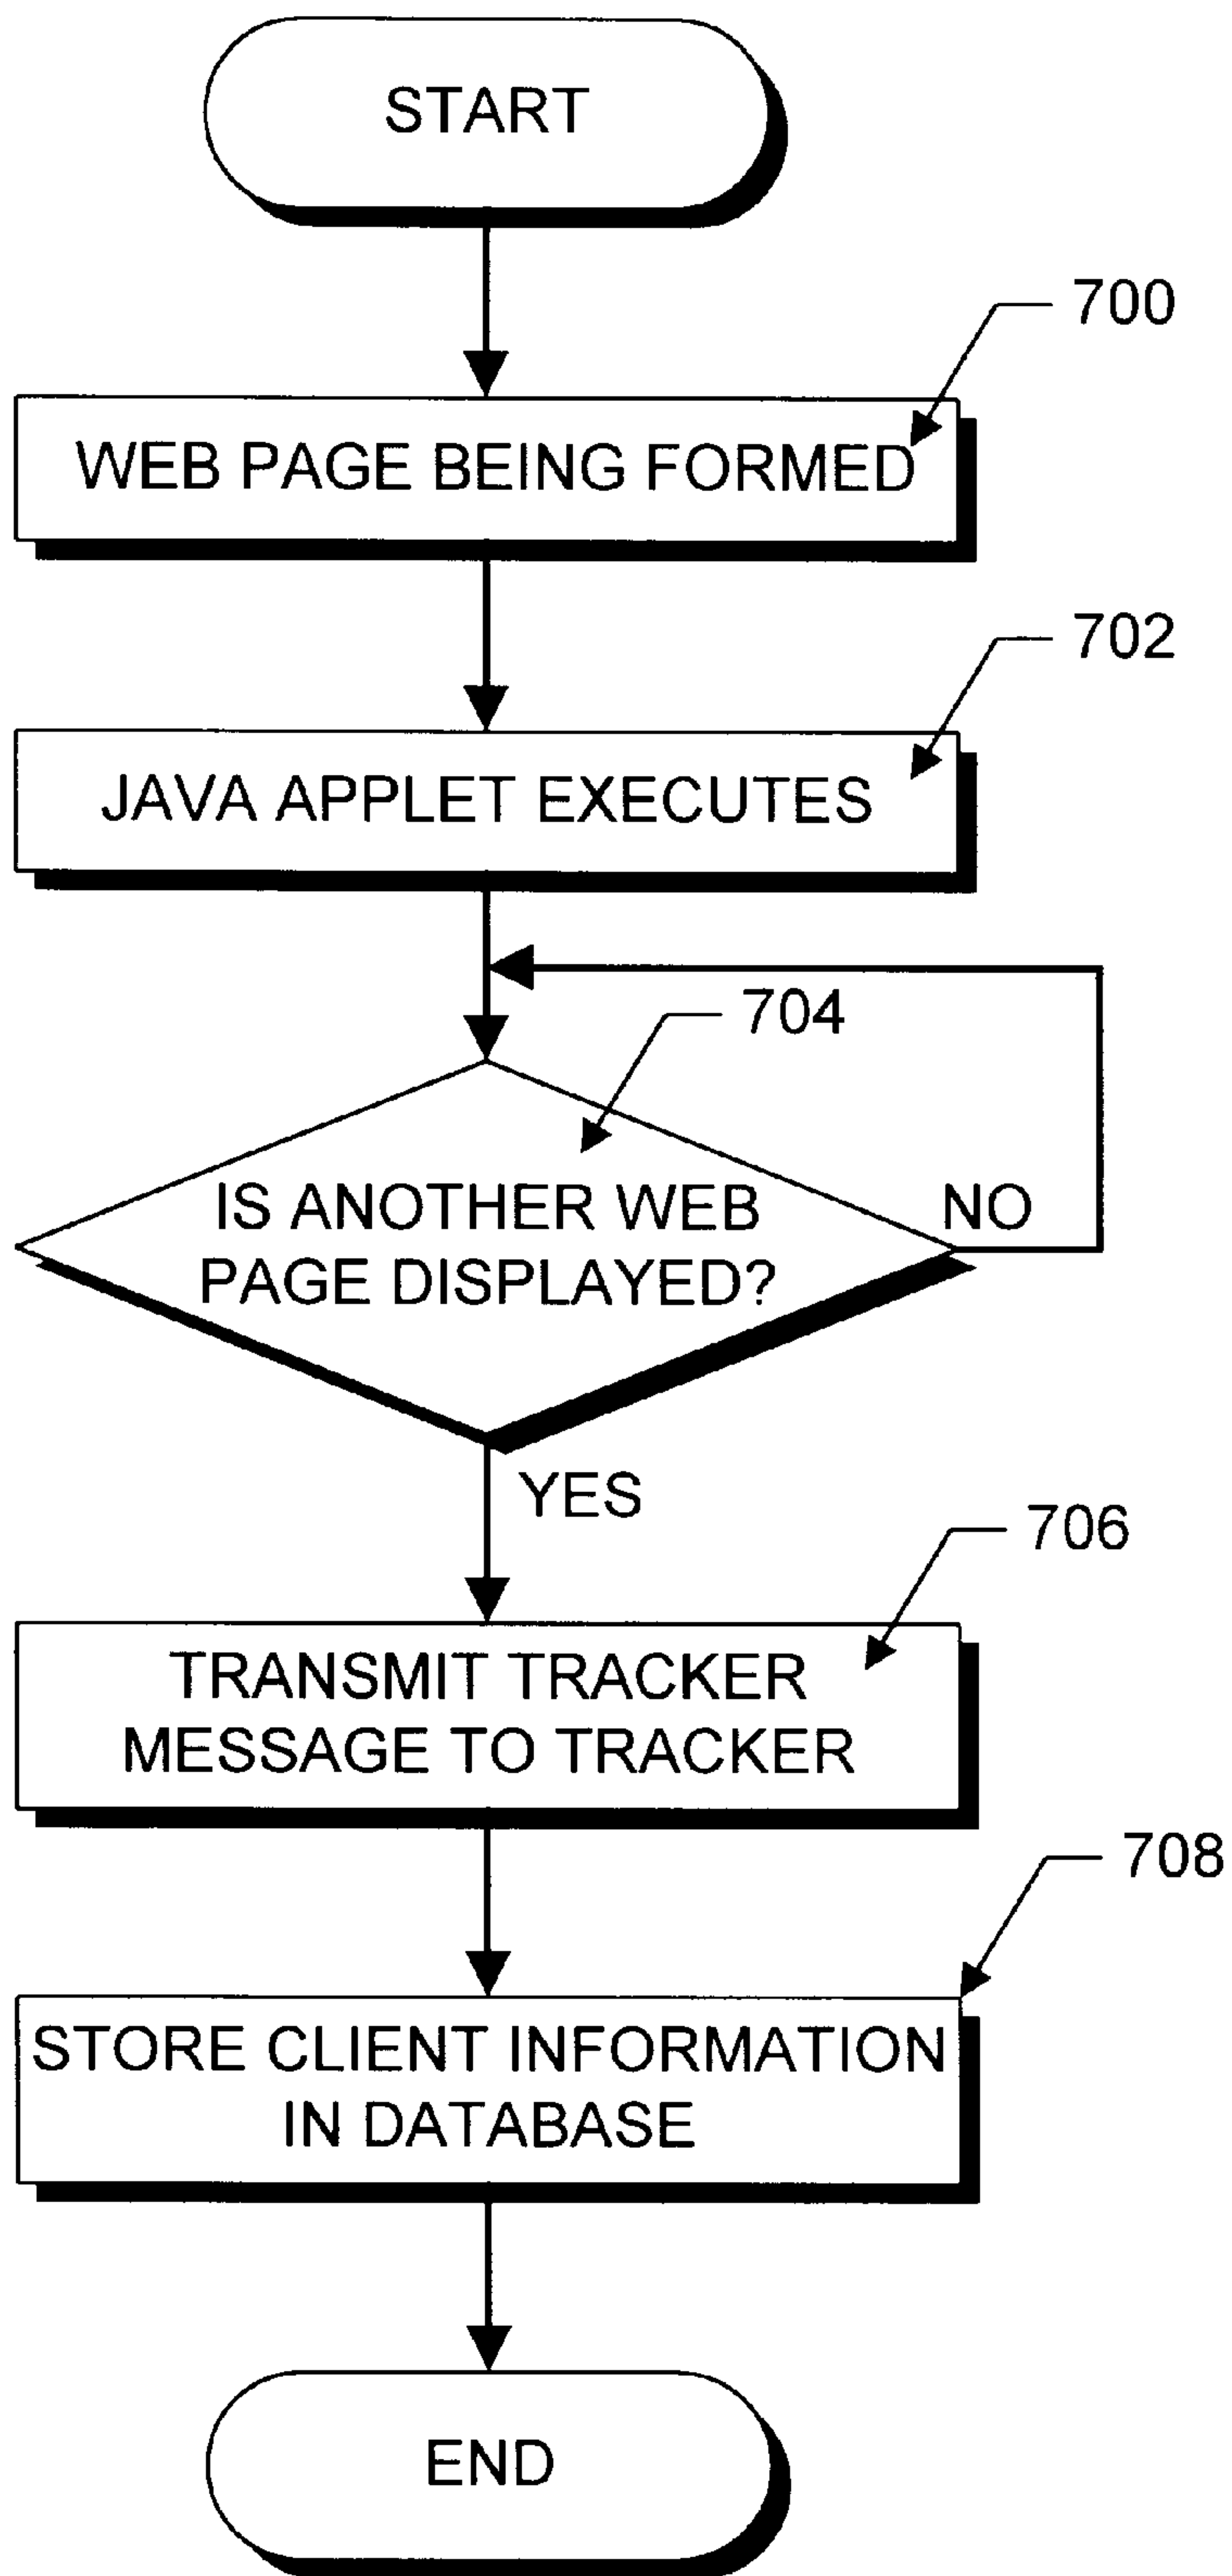 START
700
WEB PAGE BEING FORMED
702
JAVA APPLET EXECUTES
704
IS ANOTHER WEB
PAGE DISPLAYED?
NO
YES
706
TRANSMIT TRACKER
MESSAGE TO TRACKER
708
STORE CLIENT INFORMATION
IN DATABASE
END